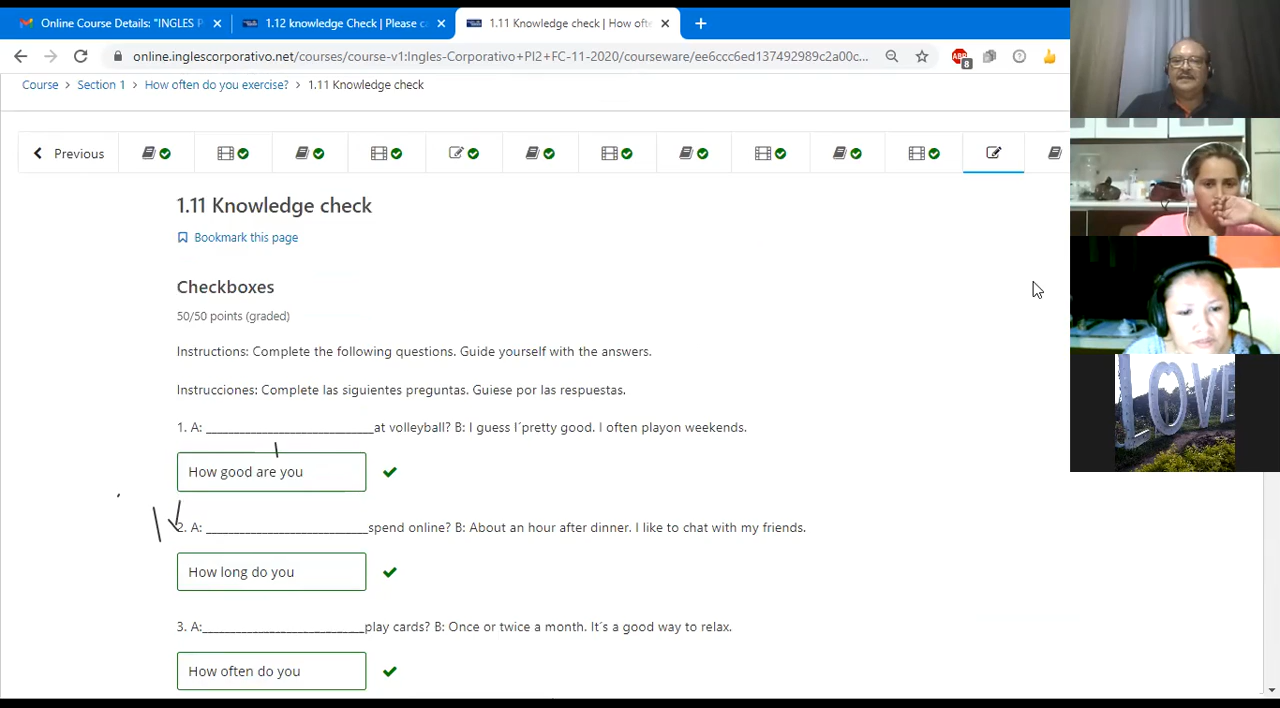 Online Course Details: "INGLES P
1.12 knowledge Check | Please ca
1.11 Knowledge check | How ofte
online.inglescorporativo.net/courses/course-v1:Ingles-Corporativo+PI2+FC-11-2020/courseware/ee6ccc6ed137492989c2a00c...
8
Course > Section 1 > How often do you exercise? > 1.11 Knowledge check
Previous
1.11 Knowledge check
Bookmark this page
Checkboxes
50/50 points (graded)
Instructions: Complete the following questions. Guide yourself with the answers.
Instrucciones: Complete las siguientes preguntas. Guiese por las respuestas.
1. A: ___________________________at volleyball? B: I guess I´pretty good. I often playon weekends.
How good are you
2. A: __________________________spend online? B: About an hour after dinner. I like to chat with my friends.
How long do you
3. A:__________________________play cards? B: Once or twice a month. It´s a good way to relax.
How often do you
LOVE